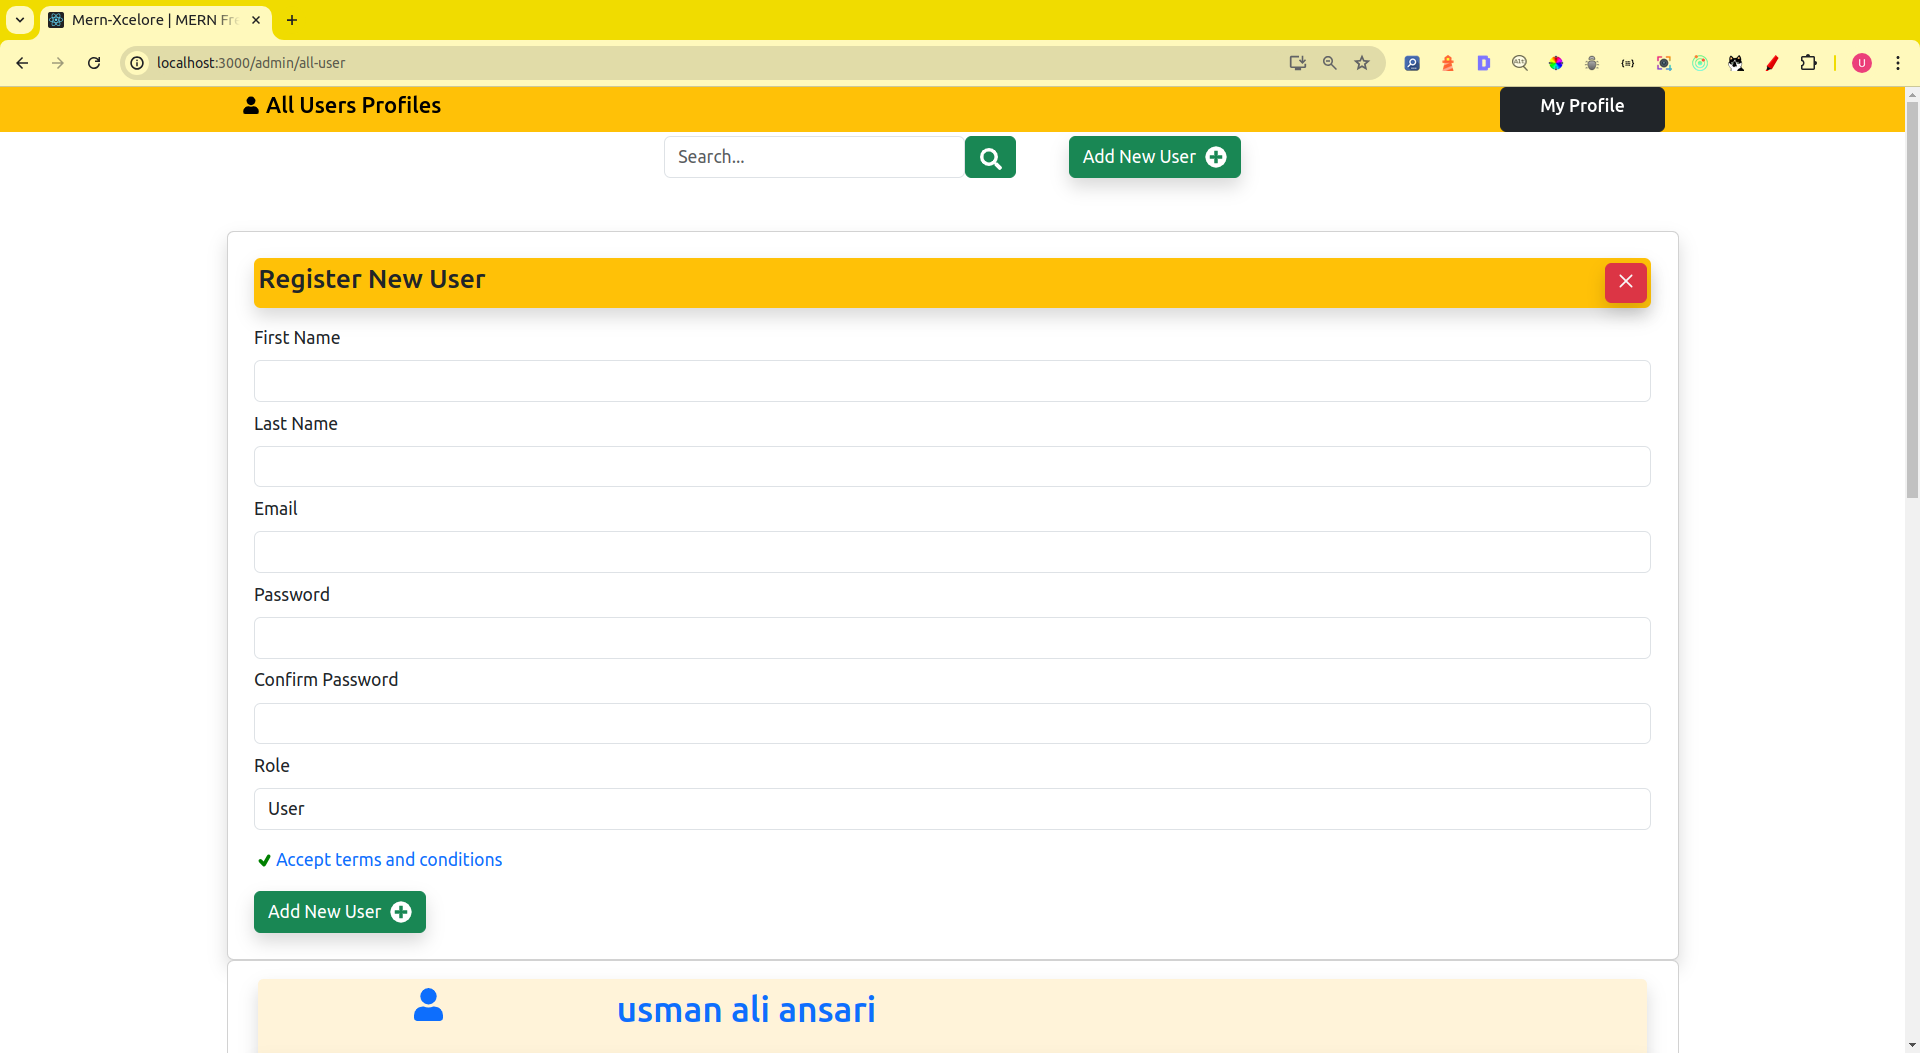 Mern-Xcelore | MERN Fre
localhost:3000/admin/all-user
U
All Users Profiles
My Profile
Search...
Add New User
Register New User
First Name
Last Name
Email
Password
Confirm Password
Role
User
Accept terms and conditions
Add New User
usman ali ansari